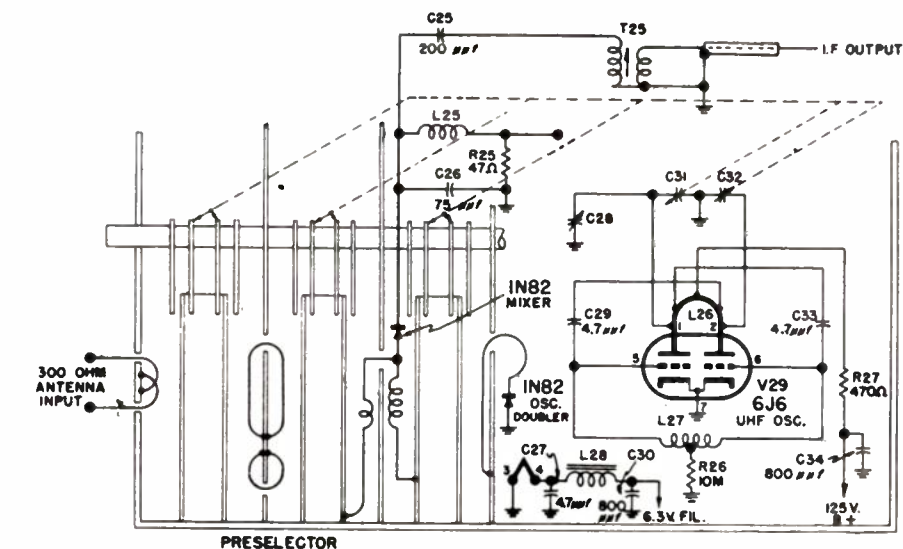 C25
200 µµf
T25
I.F OUTPUT
L25
R25
47Ω
C26
75 µµf
C31
C32
C28
IN82
MIXER
L26
C29
4.7µµf
C33
4.7µµf
1
2
5
6
7
300 OHM
ANTENNA
INPUT
IN82
OSC.
DOUBLER
V29
6J6
UHF OSC.
R27
470Ω
L27
C27
L28
C30
R26
10M
C34
800 µµf
3
4
4.7µµf
800
µµf
6.3V. FIL.
125 V.
+
PRESELECTOR